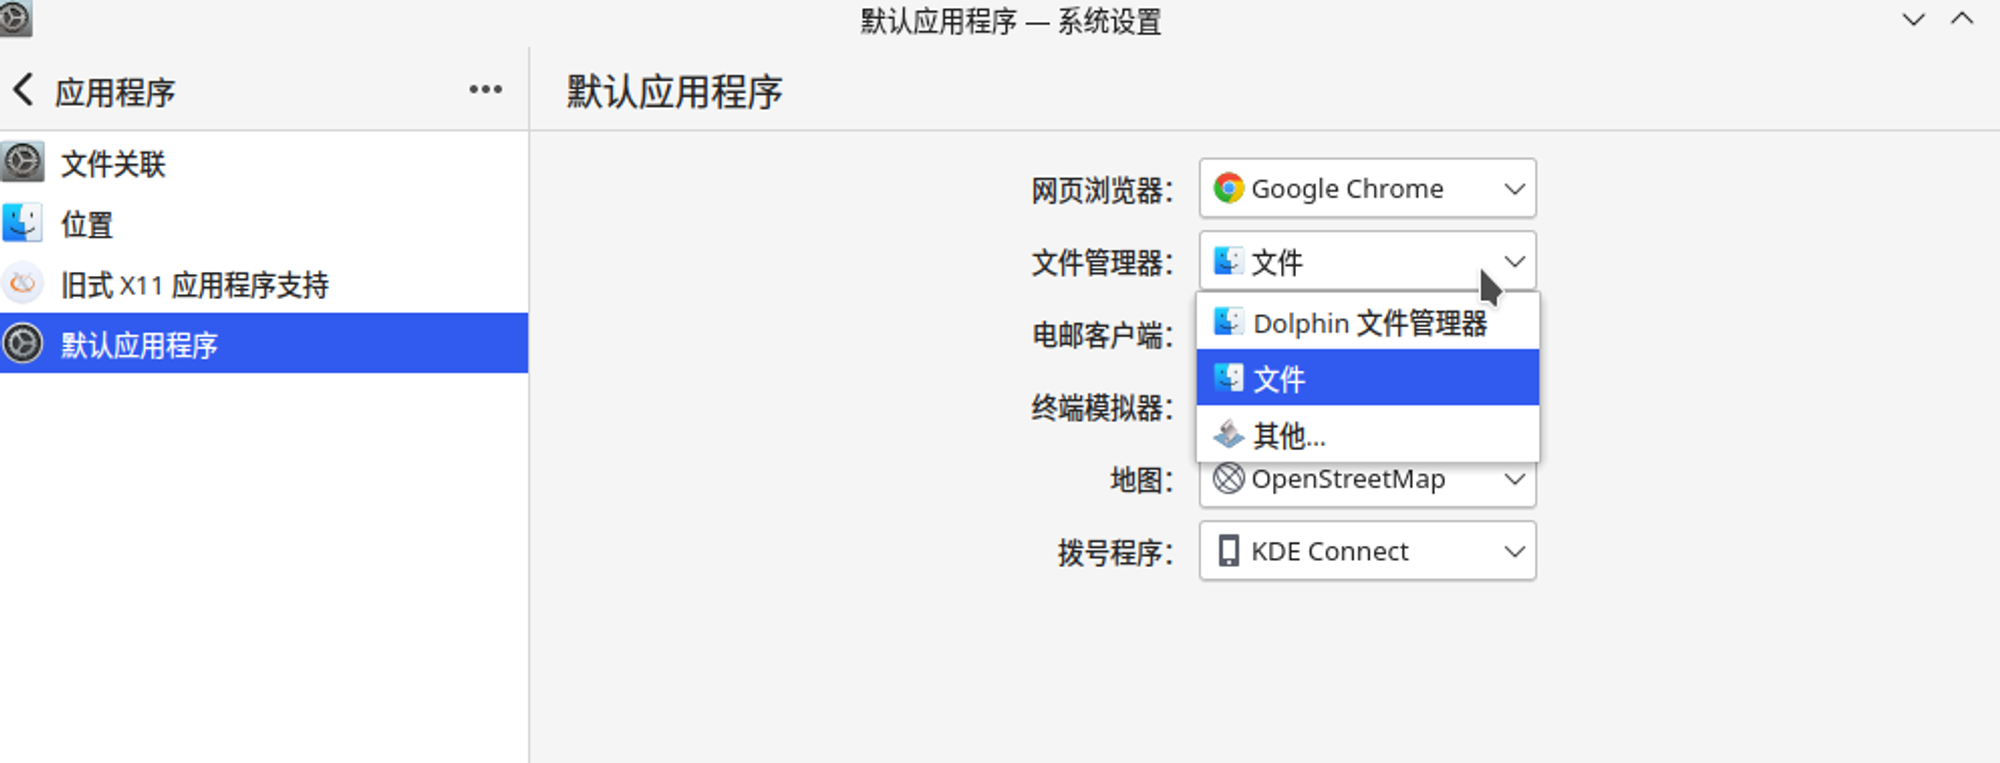 默认应用程序 — 系统设置
应用程序
默认应用程序
文件关联
位置
旧式 X11 应用程序支持
默认应用程序
网页浏览器： Google Chrome
文件管理器： 文件
Dolphin 文件管理器
电邮客户端：
文件
终端模拟器：
其他...
地图： OpenStreetMap
拨号程序： KDE Connect